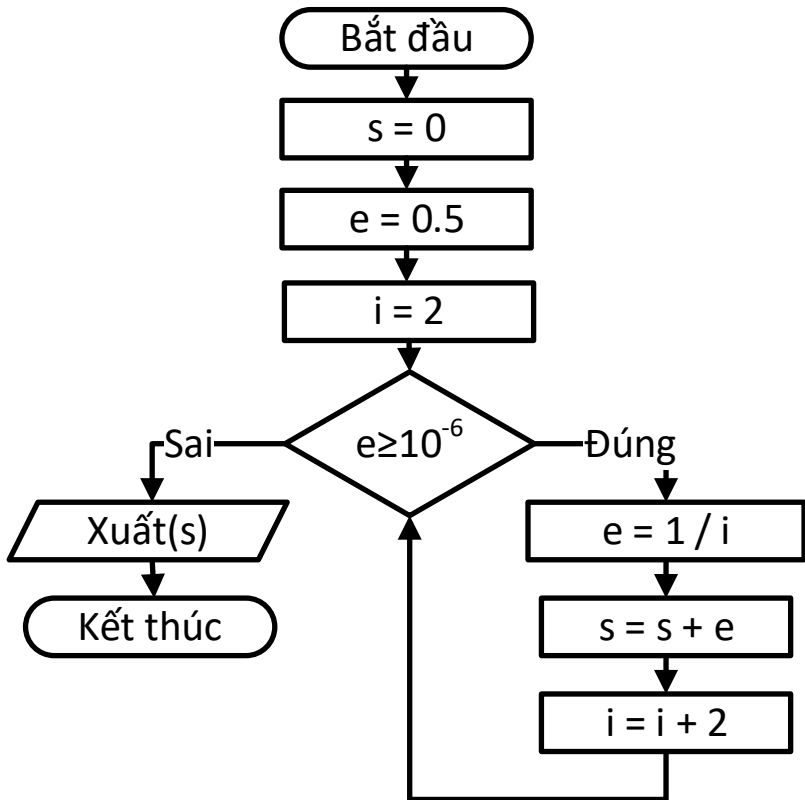 Bắt đầu
s = 0
e = 0.5
i = 2
e≥10⁻⁶
Sai
Đúng
Xuất(s)
Kết thúc
e = 1 / i
s = s + e
i = i + 2